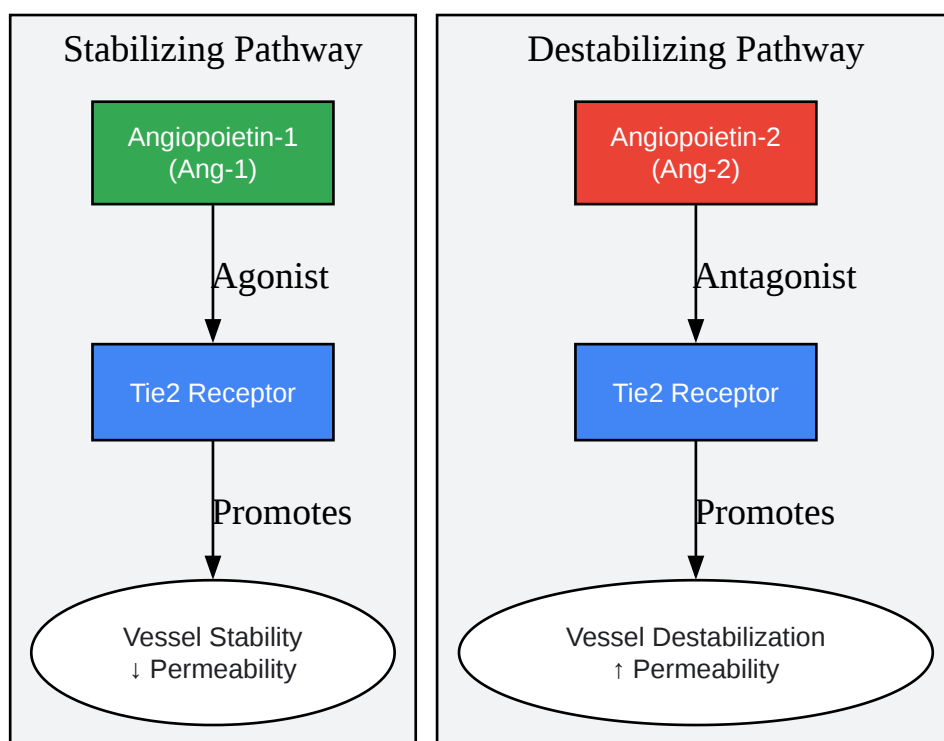 Stabilizing Pathway
Angiopoietin-1
(Ang-1)
Agonist
Tie2 Receptor
Promotes
Vessel Stability
↓ Permeability
Destabilizing Pathway
Angiopoietin-2
(Ang-2)
Antagonist
Tie2 Receptor
Promotes
Vessel Destabilization
↑ Permeability